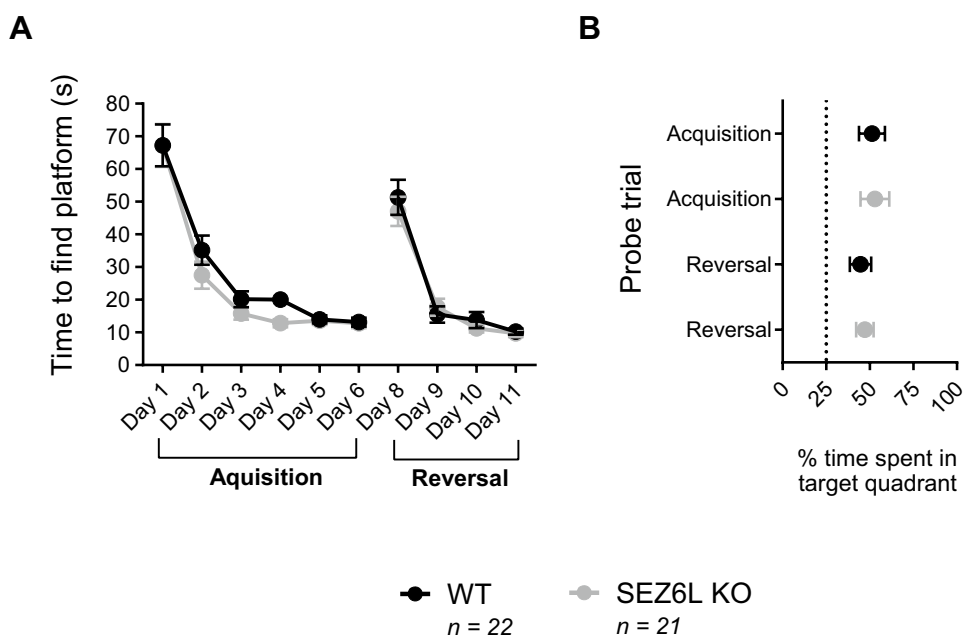 A
Time to find platform (s)
80
70
60
50
40
30
20
10
0
Day 1
Day 2
Day 3
Day 4
Day 5
Day 6
Day 8
Day 9
Day 10
Day 11
Aquisition
Reversal
B
Probe trial
Acquisition
Acquisition
Reversal
Reversal
0
25
50
75
100
% time spent in
target quadrant
WT
n = 22
SEZ6L KO
n = 21